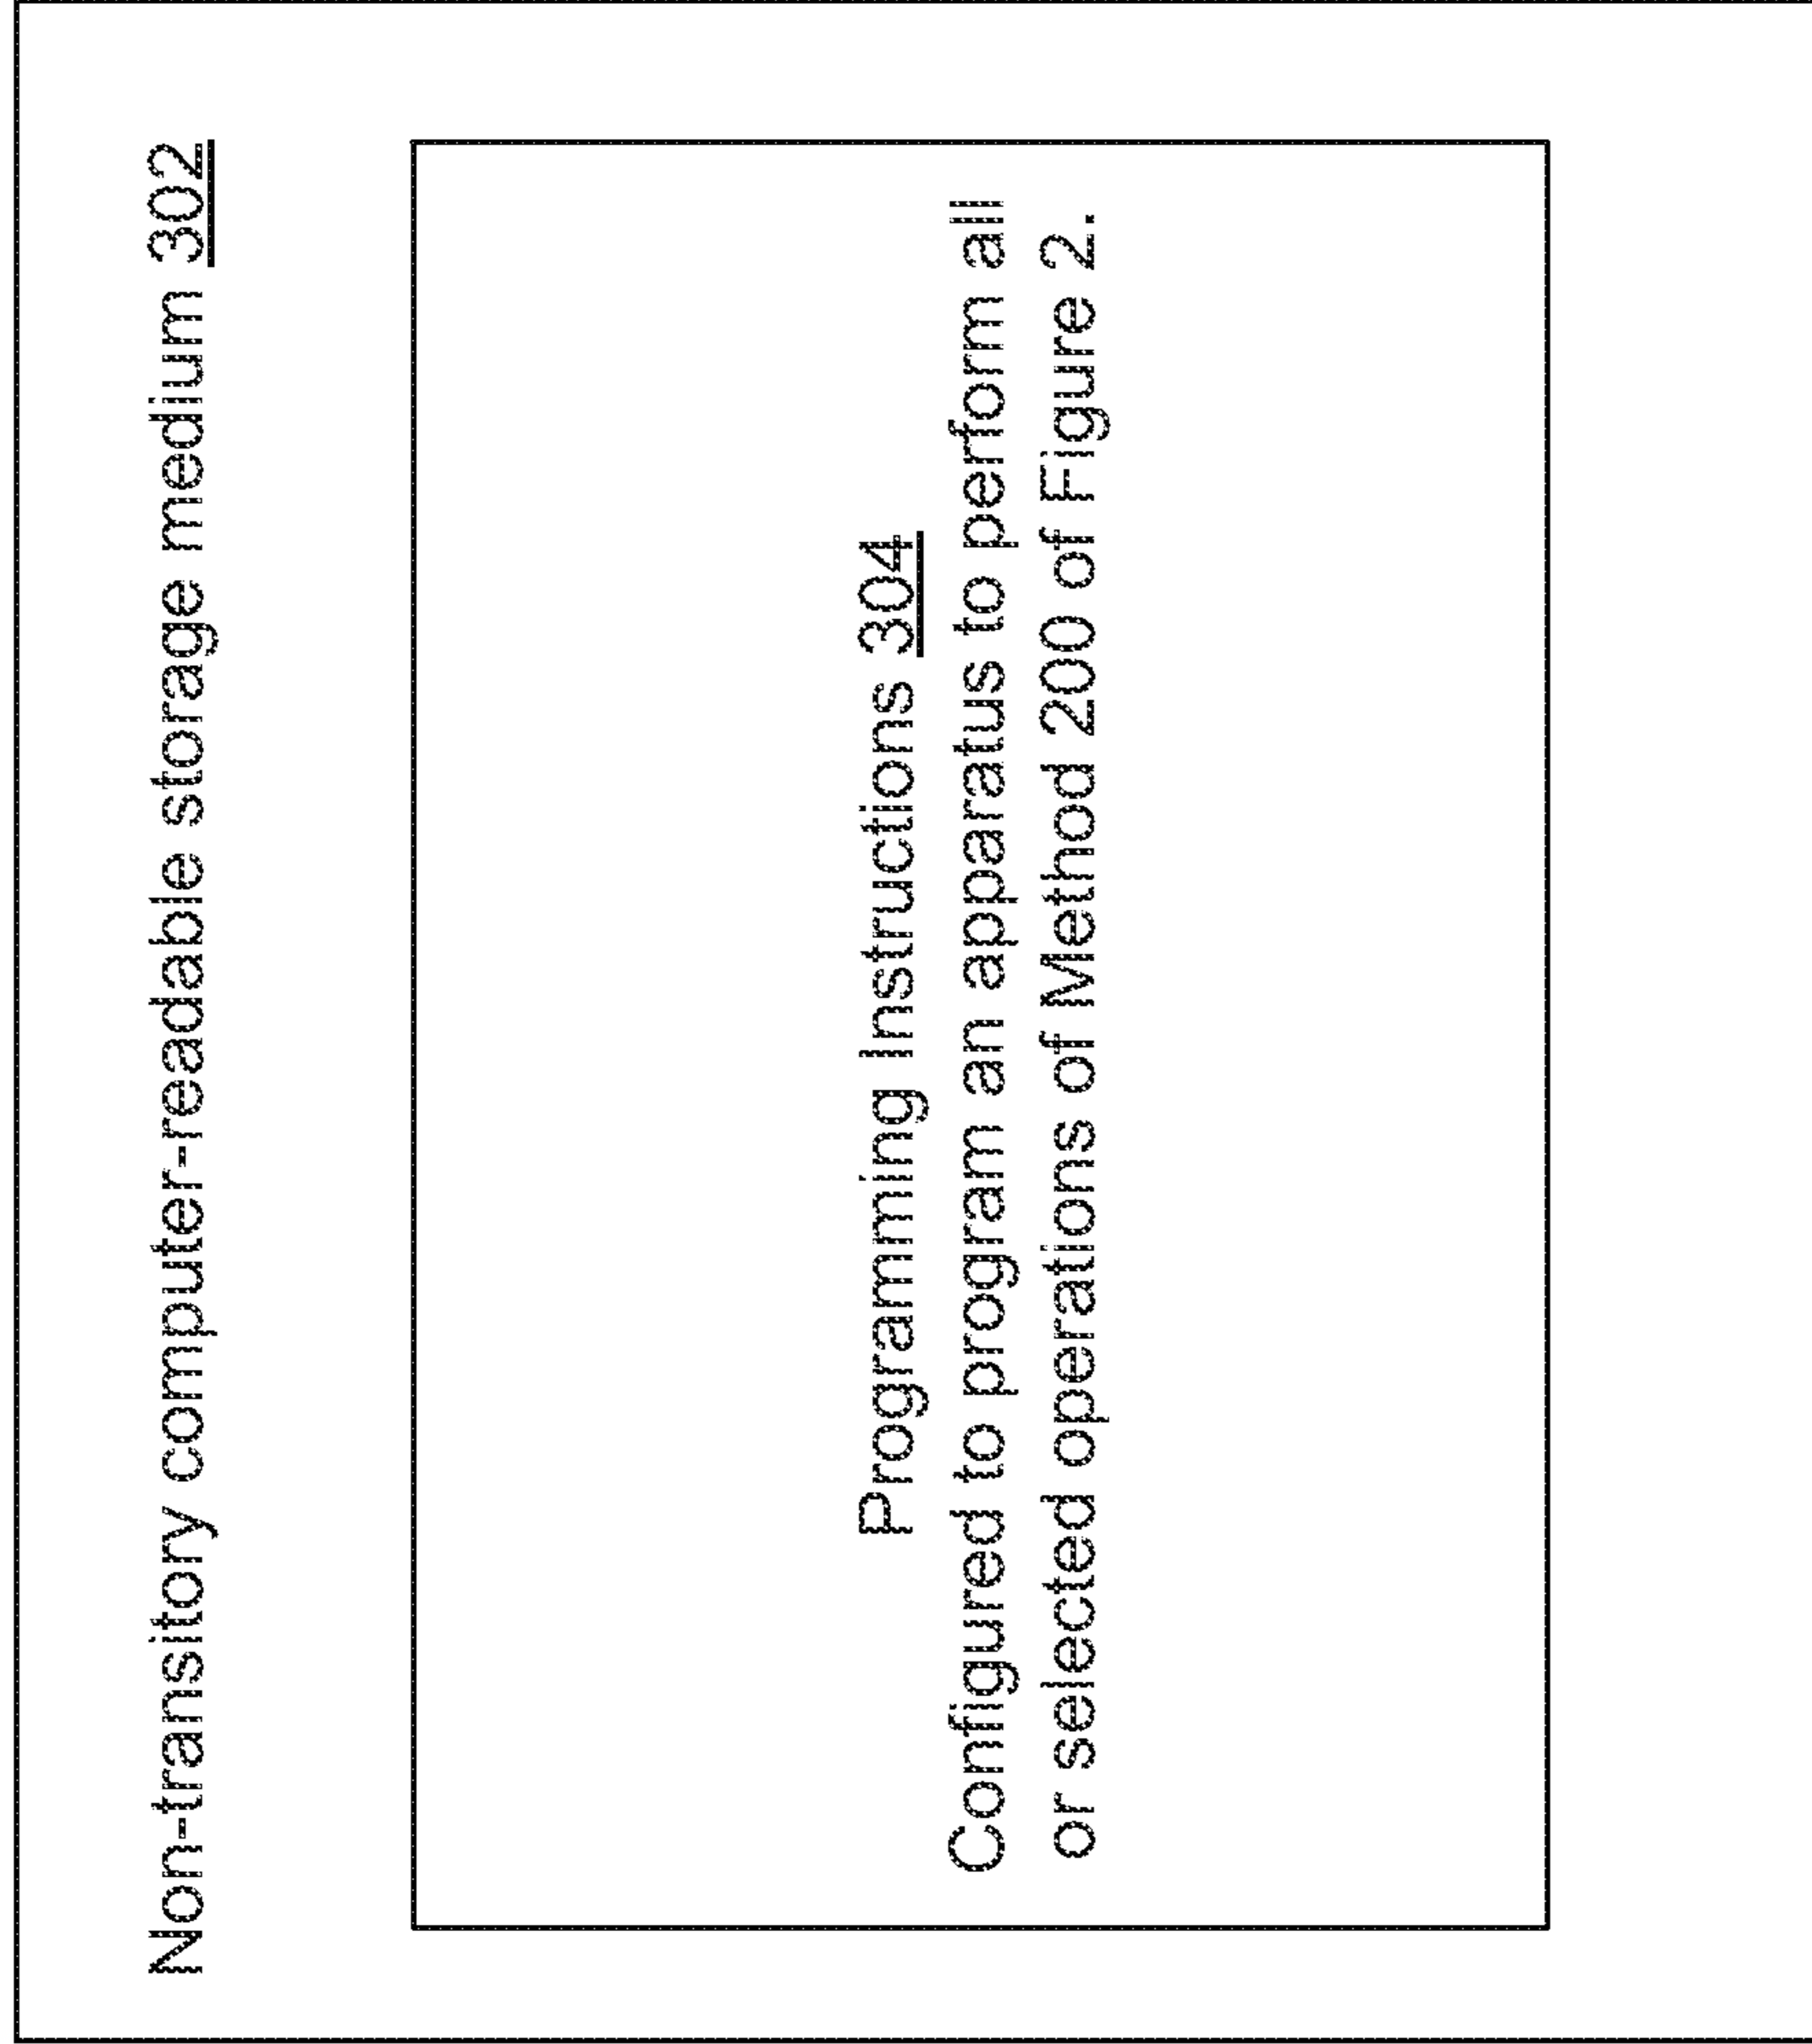 Non-transitory computer-readable storage medium 302
Programming Instructions 304
Configured to program an apparatus to perform all
or selected operations of Method 200 of Figure 2.